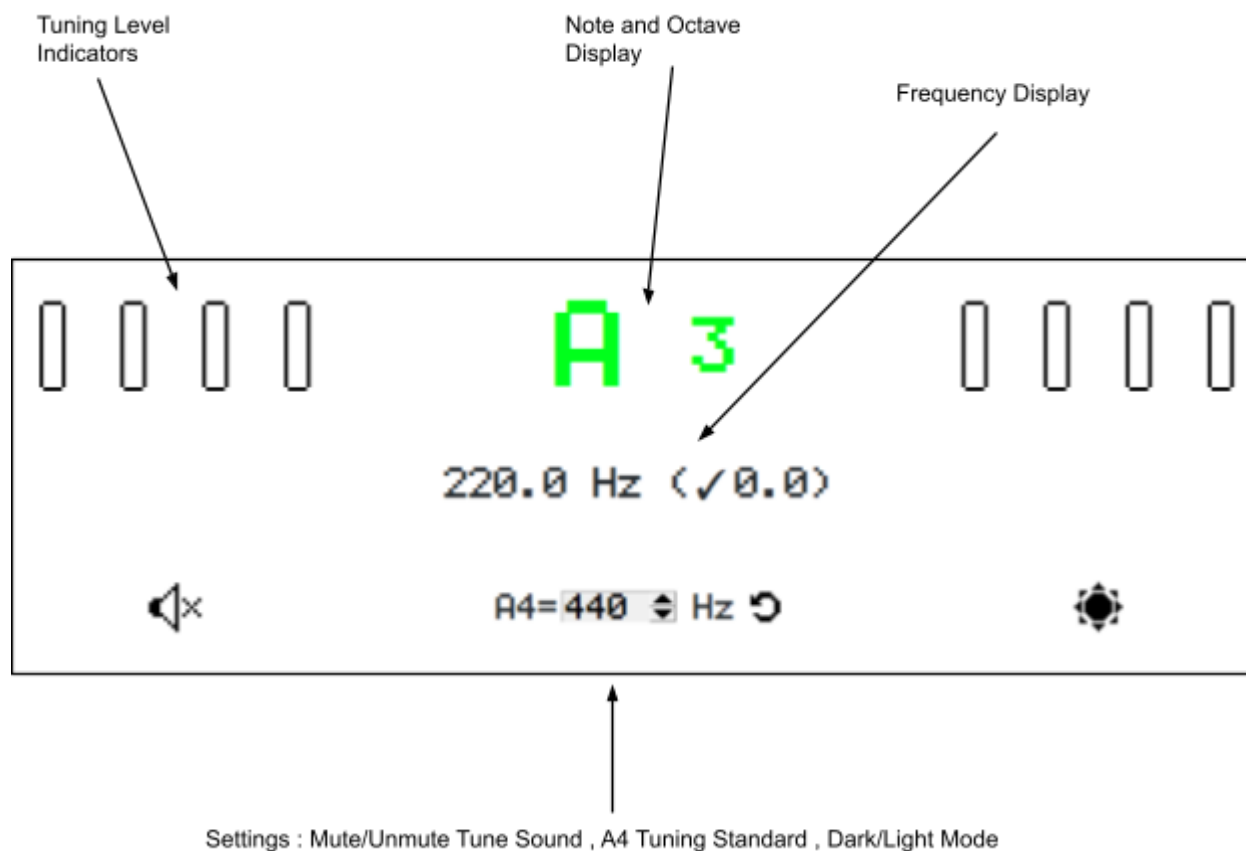 Tuning Level
Indicators
Note and Octave
Display
Frequency Display
A 3
220.0 Hz (✓0.0)
A4=440 Hz
Settings : Mute/Unmute Tune Sound , A4 Tuning Standard , Dark/Light Mode